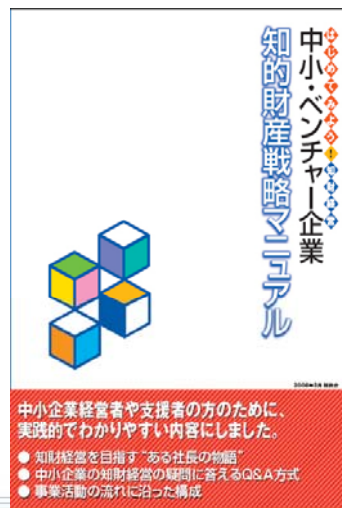 はじめてみよう！知財経営
中小・ベンチャー企業
知的財産戦略マニュアル
中小企業経営者や支援者の方のために、
実践的でわかりやすい内容にしました。
● 知財経営を目指す“ある社長の物語”
● 中小企業の知財経営の疑問に答えるQ&A方式
● 事業活動の流れに沿った構成